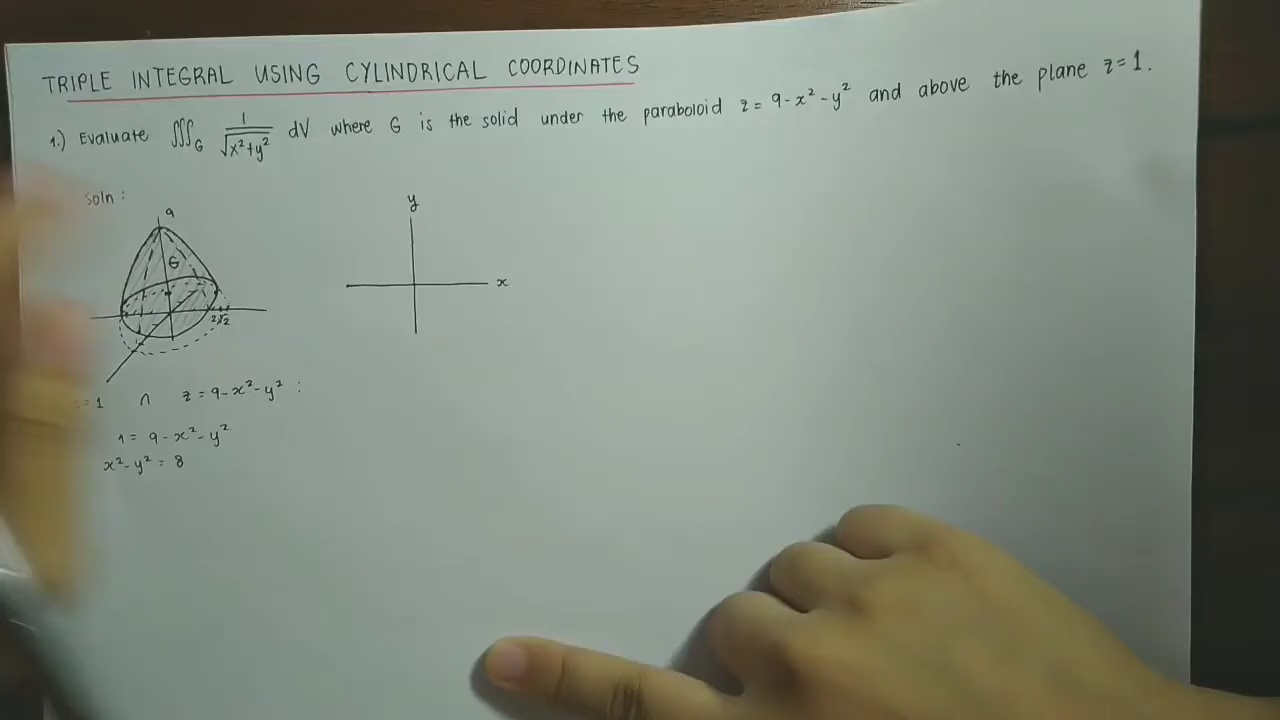 TRIPLE INTEGRAL USING CYLINDRICAL COORDINATES
1.) Evaluate ∭_G 1/√(x²+y²) dV where G is the solid under the paraboloid z = 9-x²-y² and above the plane z=1.
Soln :
9
G
2√2
y
x
= 1 ∩ z = 9-x²-y² :
1 = 9-x²-y²
x²-y² = 8